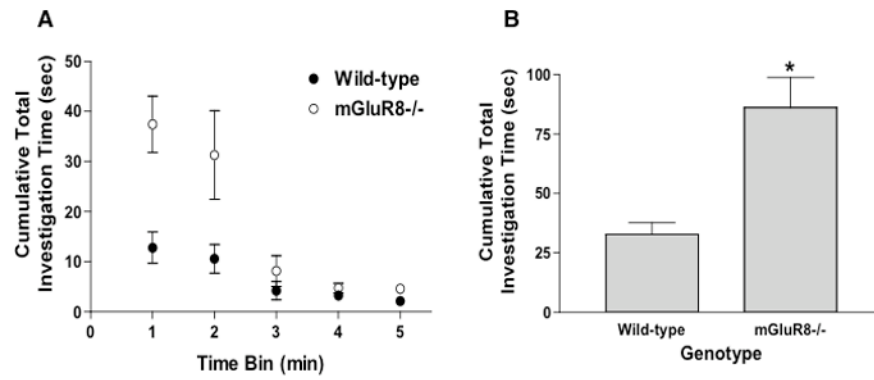 A
Cumulative Total
Investigation Time (sec)
50
40
30
20
10
0
Wild-type
mGluR8-/-
0 1 2 3 4 5
Time Bin (min)
B
Cumulative Total
Investigation Time (sec)
100
75
50
25
0
*
Wild-type mGluR8-/-
Genotype